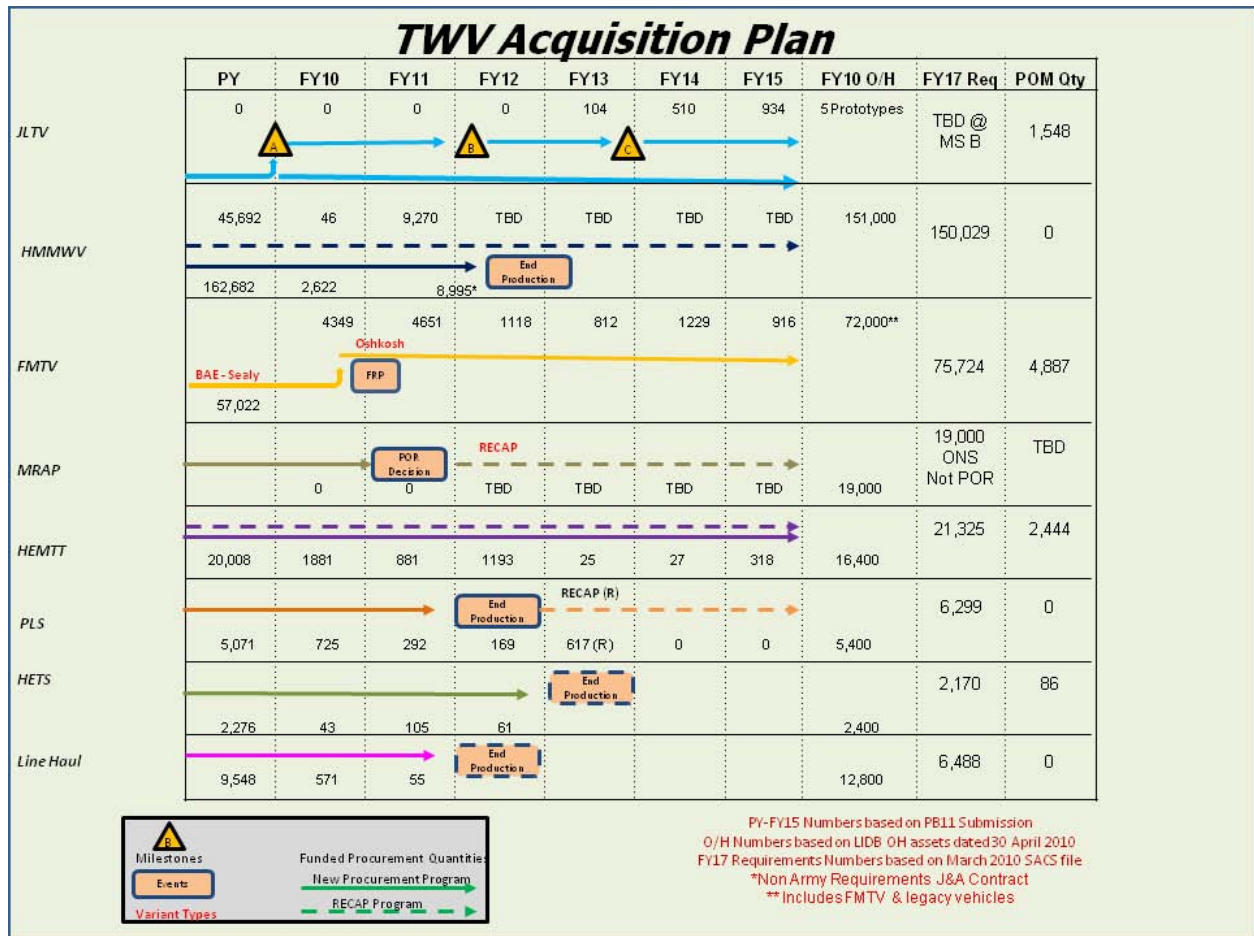 TWV Acquisition Plan
PY FY10 FY11 FY12 FY13 FY14 FY15 FY10 O/H FY17 Req POM Qty
JLTV
0 0 0 0 104 510 934 5 Prototypes
TBD @
MS B
1,548
A B C
HMMWV
45,692 46 9,270 TBD TBD TBD TBD 151,000
150,029 0
End
Production
162,682 2,622 8,995*
FMTV
4349 4651 1118 812 1229 916 72,000**
Oshkosh
BAE - Sealy
FRP
75,724 4,887
57,022
MRAP
POR
Decision
RECAP
19,000
ONS
Not POR
TBD
0 0 TBD TBD TBD TBD 19,000
HEMTT
21,325 2,444
20,008 1881 881 1193 25 27 318 16,400
PLS
End
Production
RECAP (R)
6,299 0
5,071 725 292 169 617 (R) 0 0 5,400
HETS
End
Production
2,170 86
2,276 43 105 61 2,400
Line Haul
End
Production
6,488 0
9,548 571 55 12,800
B
Milestones
Events
Variant Types
Funded Procurement Quantities
New Procurement Program
RECAP Program
PY-FY15 Numbers based on PB11 Submission
O/H Numbers based on LIDB OH assets dated 30 April 2010
FY17 Requirements Numbers based on March 2010 SACS file
*Non Army Requirements J&A Contract
** Includes FMTV & legacy vehicles